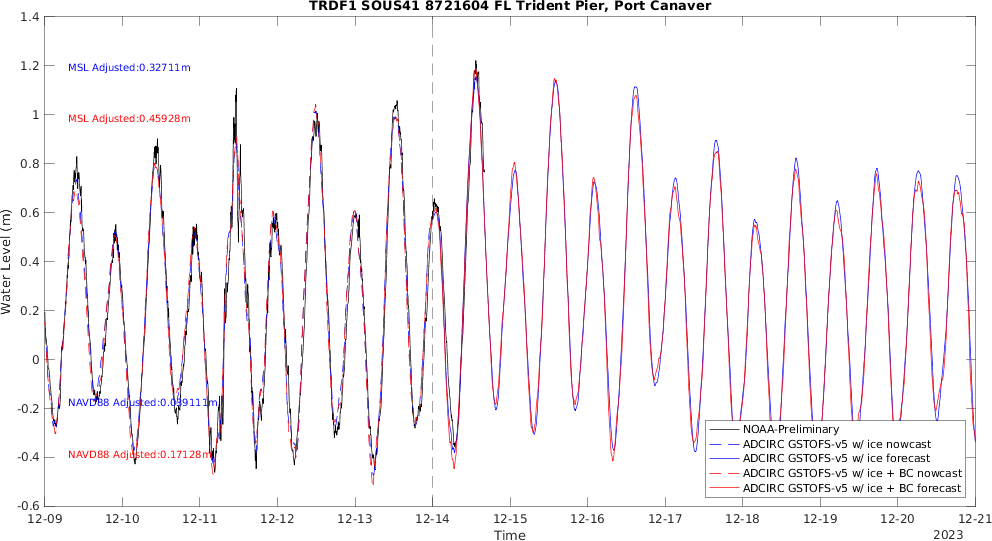 TRDF1 SOUS41 8721604 FL Trident Pier, Port Canaver
1.4
1.2
1
0.8
0.6
0.4
0.2
0
-0.2
-0.4
-0.6
Water Level (m)
MSL Adjusted:0.32711m
MSL Adjusted:0.45928m
NAVD88 Adjusted:0.039111m
NAVD88 Adjusted:0.17128m
NOAA-Preliminary
ADCIRC GSTOFS-v5 w/ ice nowcast
ADCIRC GSTOFS-v5 w/ ice forecast
ADCIRC GSTOFS-v5 w/ ice + BC nowcast
ADCIRC GSTOFS-v5 w/ ice + BC forecast
12-09 12-10 12-11 12-12 12-13 12-14 12-15 12-16 12-17 12-18 12-19 12-20 12-21
Time
2023